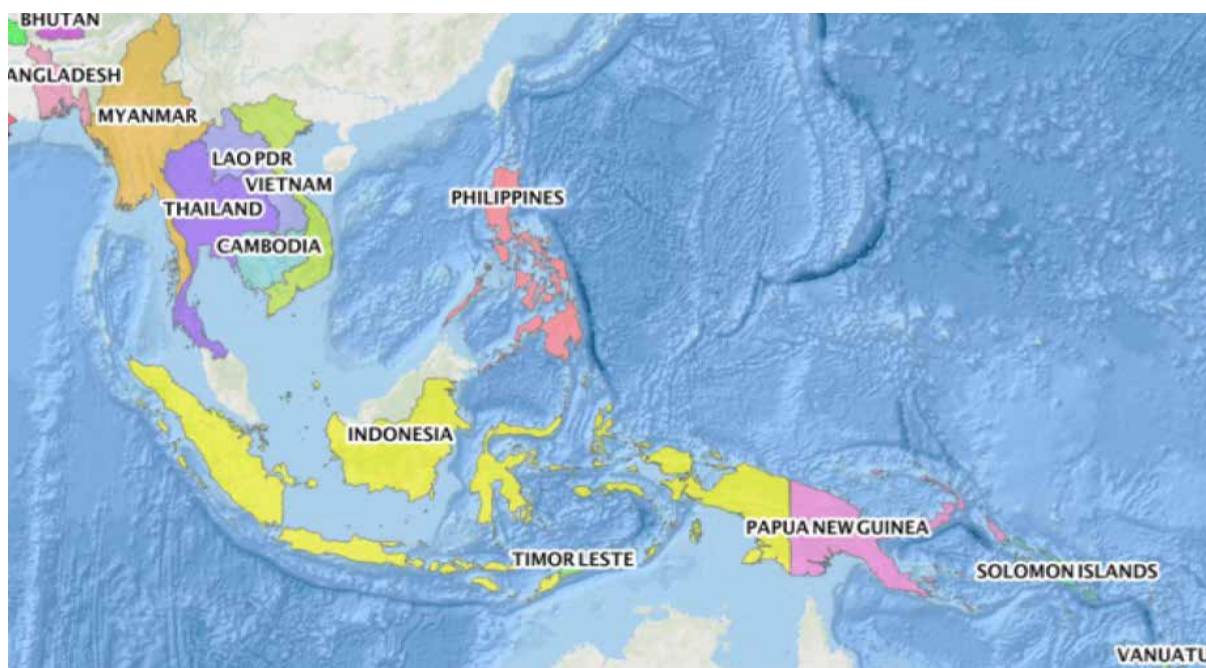 BHUTAN
ANGLADESH
MYANMAR
LAO PDR
VIETNAM
PHILIPPINES
THAILAND
CAMBODIA
INDONESIA
PAPUA NEW GUINEA
TIMOR LESTE
SOLOMON ISLANDS
VANUATU